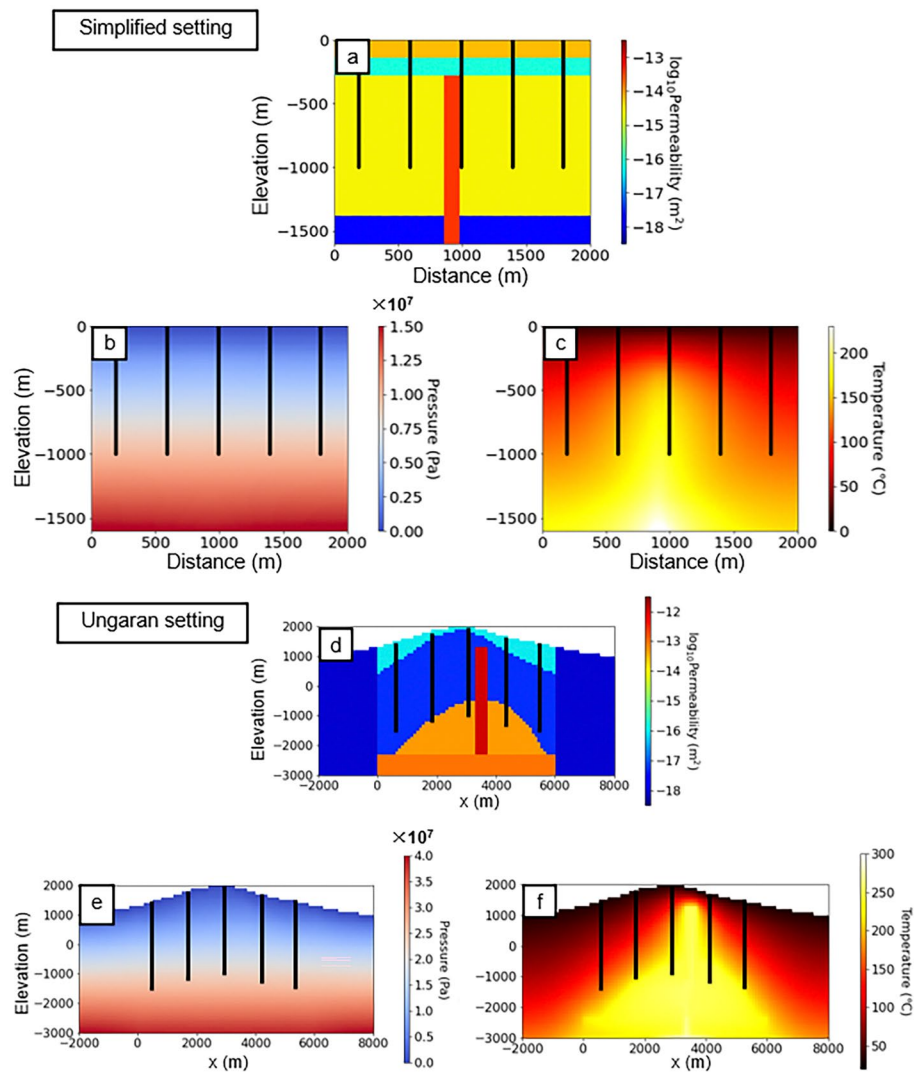 Simplified setting
a
0
−500
−1000
−1500
Elevation (m)
0 500 1000 1500 2000
Distance (m)
−13
−14
−15
−16
−17
−18
log₁₀Permeability (m²)
b
0
−500
−1000
−1500
Elevation (m)
0 500 1000 1500 2000
Distance (m)
×10⁷
1.50
1.25
1.00
0.75
0.50
0.25
0.00
Pressure (Pa)
c
0
−500
−1000
−1500
0 500 1000 1500 2000
Distance (m)
200
150
100
50
0
Temperature (°C)
Ungaran setting
d
2000
1000
0
−1000
−2000
−3000
Elevation (m)
−2000 0 2000 4000 6000 8000
x (m)
−12
−13
−14
−15
−16
−17
−18
log₁₀Permeability (m²)
e
2000
1000
0
−1000
−2000
−3000
Elevation (m)
−2000 0 2000 4000 6000 8000
x (m)
×10⁷
4.0
3.5
3.0
2.5
2.0
1.5
1.0
0.5
0.0
Pressure (Pa)
f
2000
1000
0
−1000
−2000
−3000
−2000 0 2000 4000 6000 8000
x (m)
300
250
200
150
100
50
Temperature (°C)